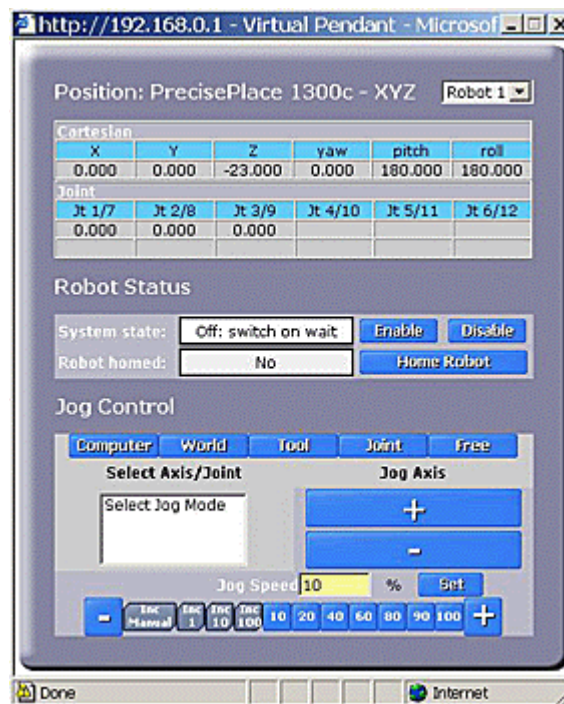 http://192.168.0.1 - Virtual Pendant - Microsof
Position: PrecisePlace 1300c - XYZ Robot 1
Cartesian
X Y Z yaw pitch roll
0.000 0.000 -23.000 0.000 180.000 180.000
Joint
Jt 1/7 Jt 2/8 Jt 3/9 Jt 4/10 Jt 5/11 Jt 6/12
0.000 0.000 0.000
Robot Status
System state: Off: switch on wait Enable Disable
Robot homed: No Home Robot
Jog Control
Computer World Tool Joint Free
Select Axis/Joint Jog Axis
Select Jog Mode +
-
Jog Speed 10 % Set
- Inc Manual Inc 1 Inc 10 Inc 100 10 20 40 60 80 90 100 +
Done Internet